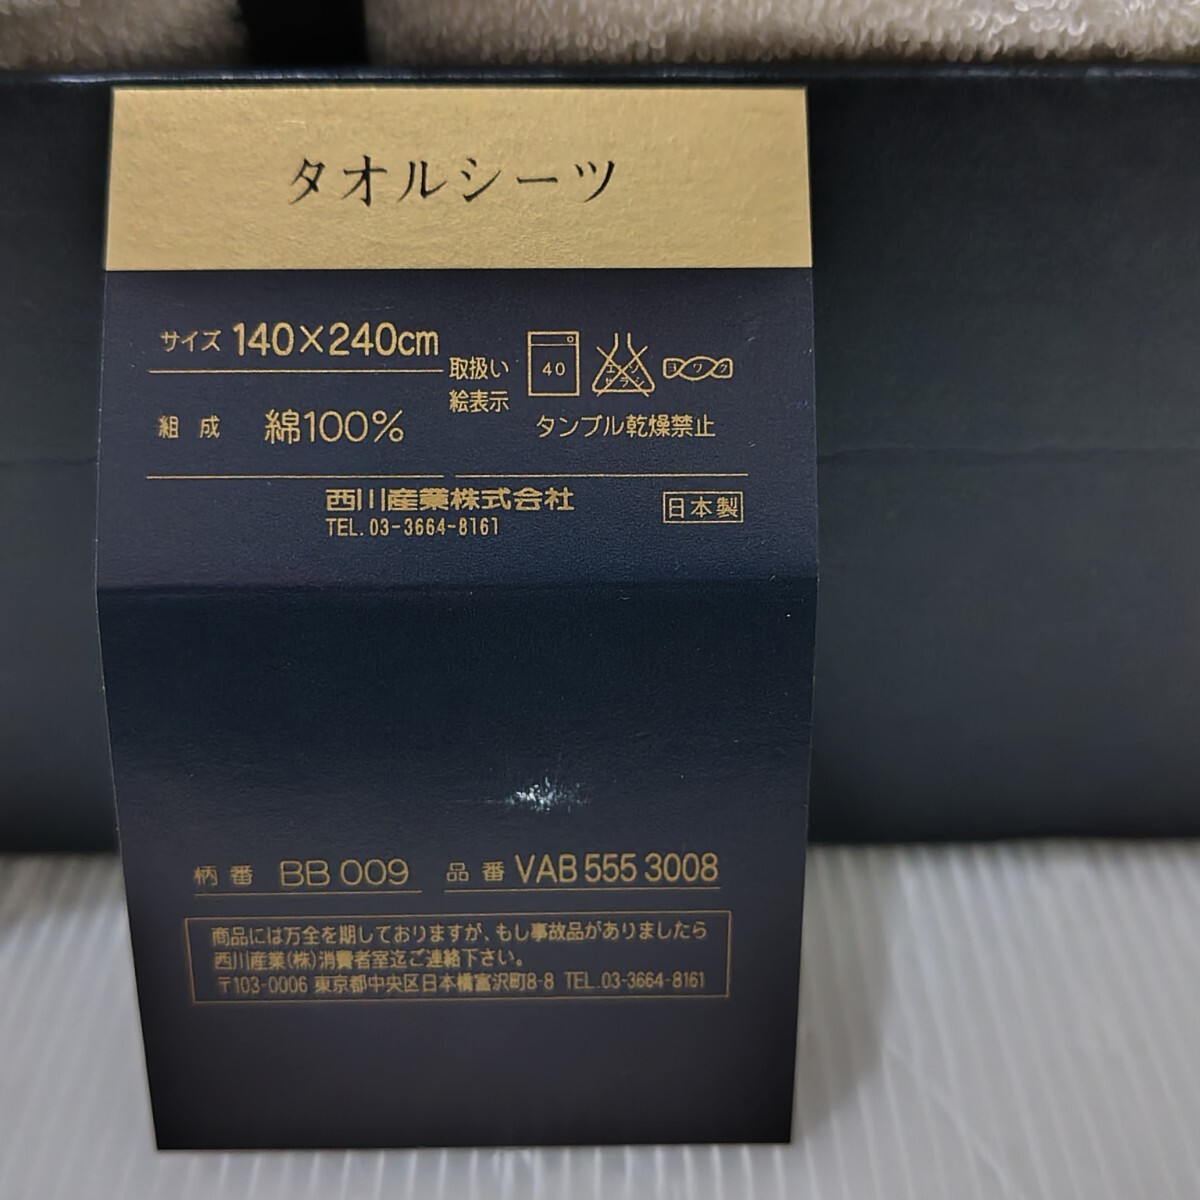 タオルシーツ
サイズ 140×240cm
組成 綿100%
取扱い
絵表示
40
エンソ
サラシ
ヨワク
タンブル乾燥禁止
西川産業株式会社
TEL.03-3664-8161
日本製
柄番 BB 009 品番 VAB 555 3008
商品には万全を期しておりますが、もし事故品がありましたら
西川産業(株)消費者室迄ご連絡下さい。
〒103-0006 東京都中央区日本橋富沢町8-8 TEL.03-3664-8161